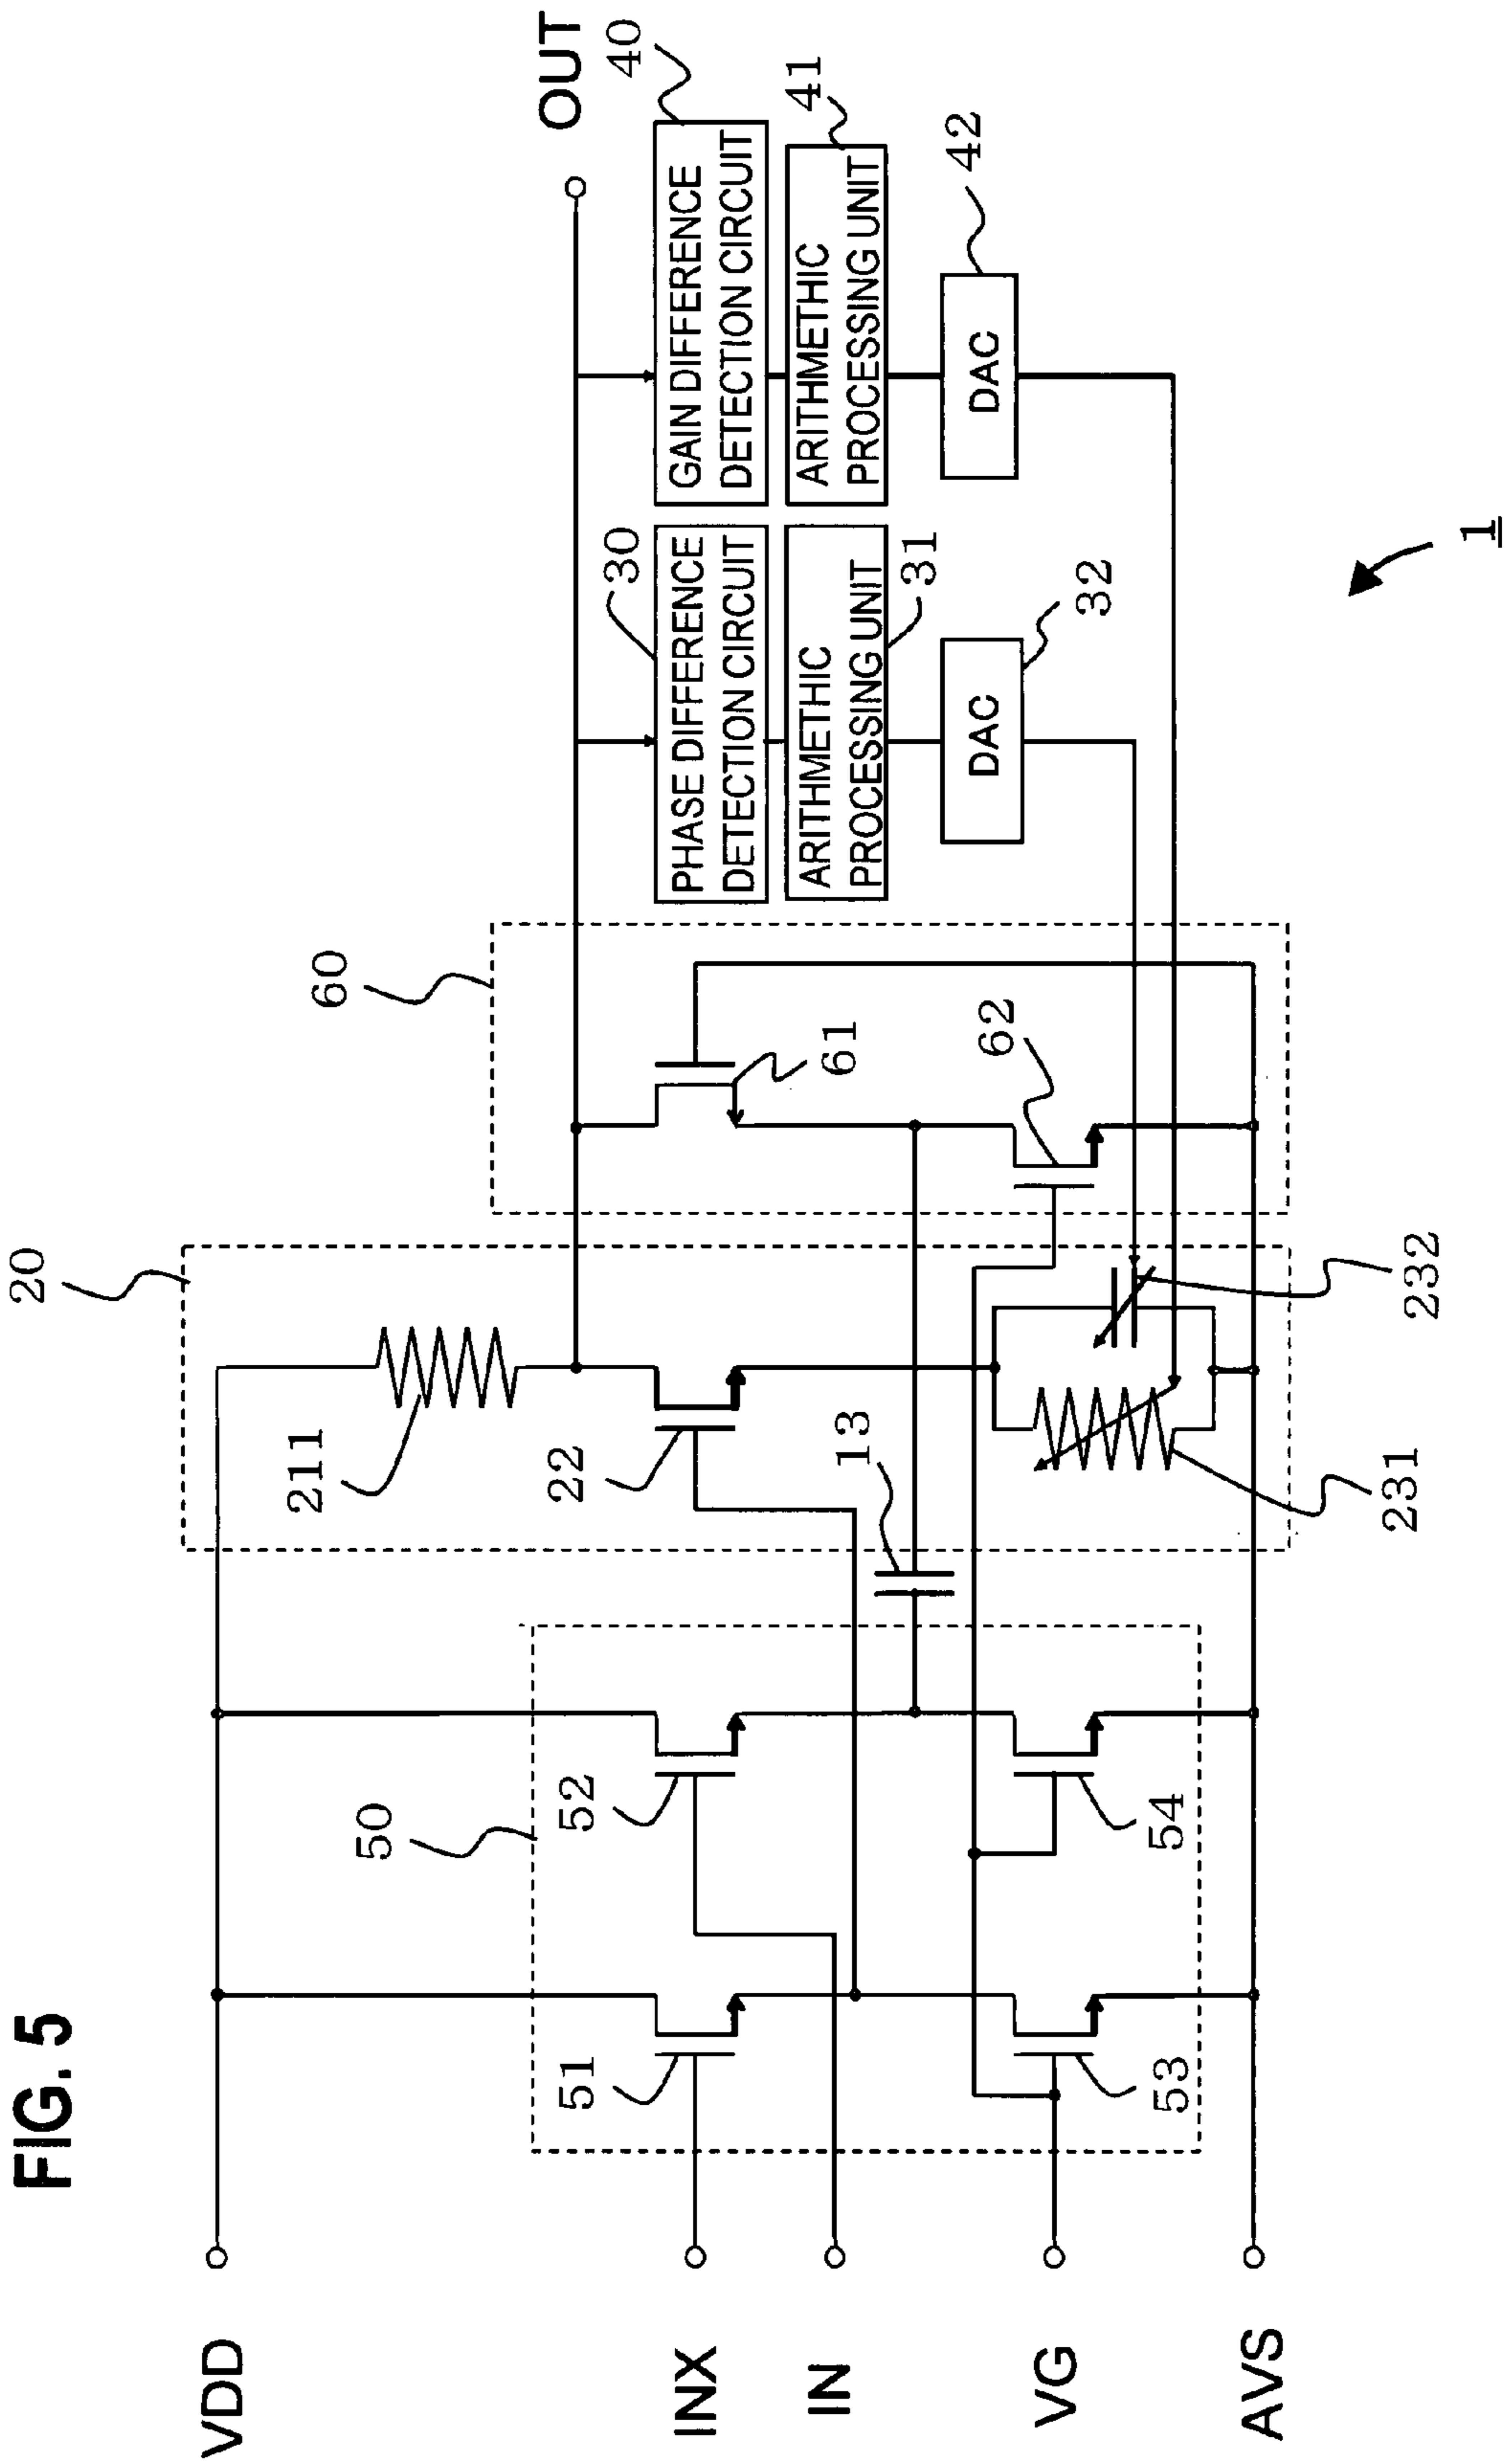 FIG. 5
VDD
INX
IN
VG
AVS
OUT
20
211
22
13
231
232
50
51
52
53
54
60
61
62
30
PHASE DIFFERENCE
DETECTION CIRCUIT
31
ARITHMETHIC
PROCESSING UNIT
32
DAC
40
GAIN DIFFERENCE
DETECTION CIRCUIT
41
ARITHMETHIC
PROCESSING UNIT
42
DAC
1